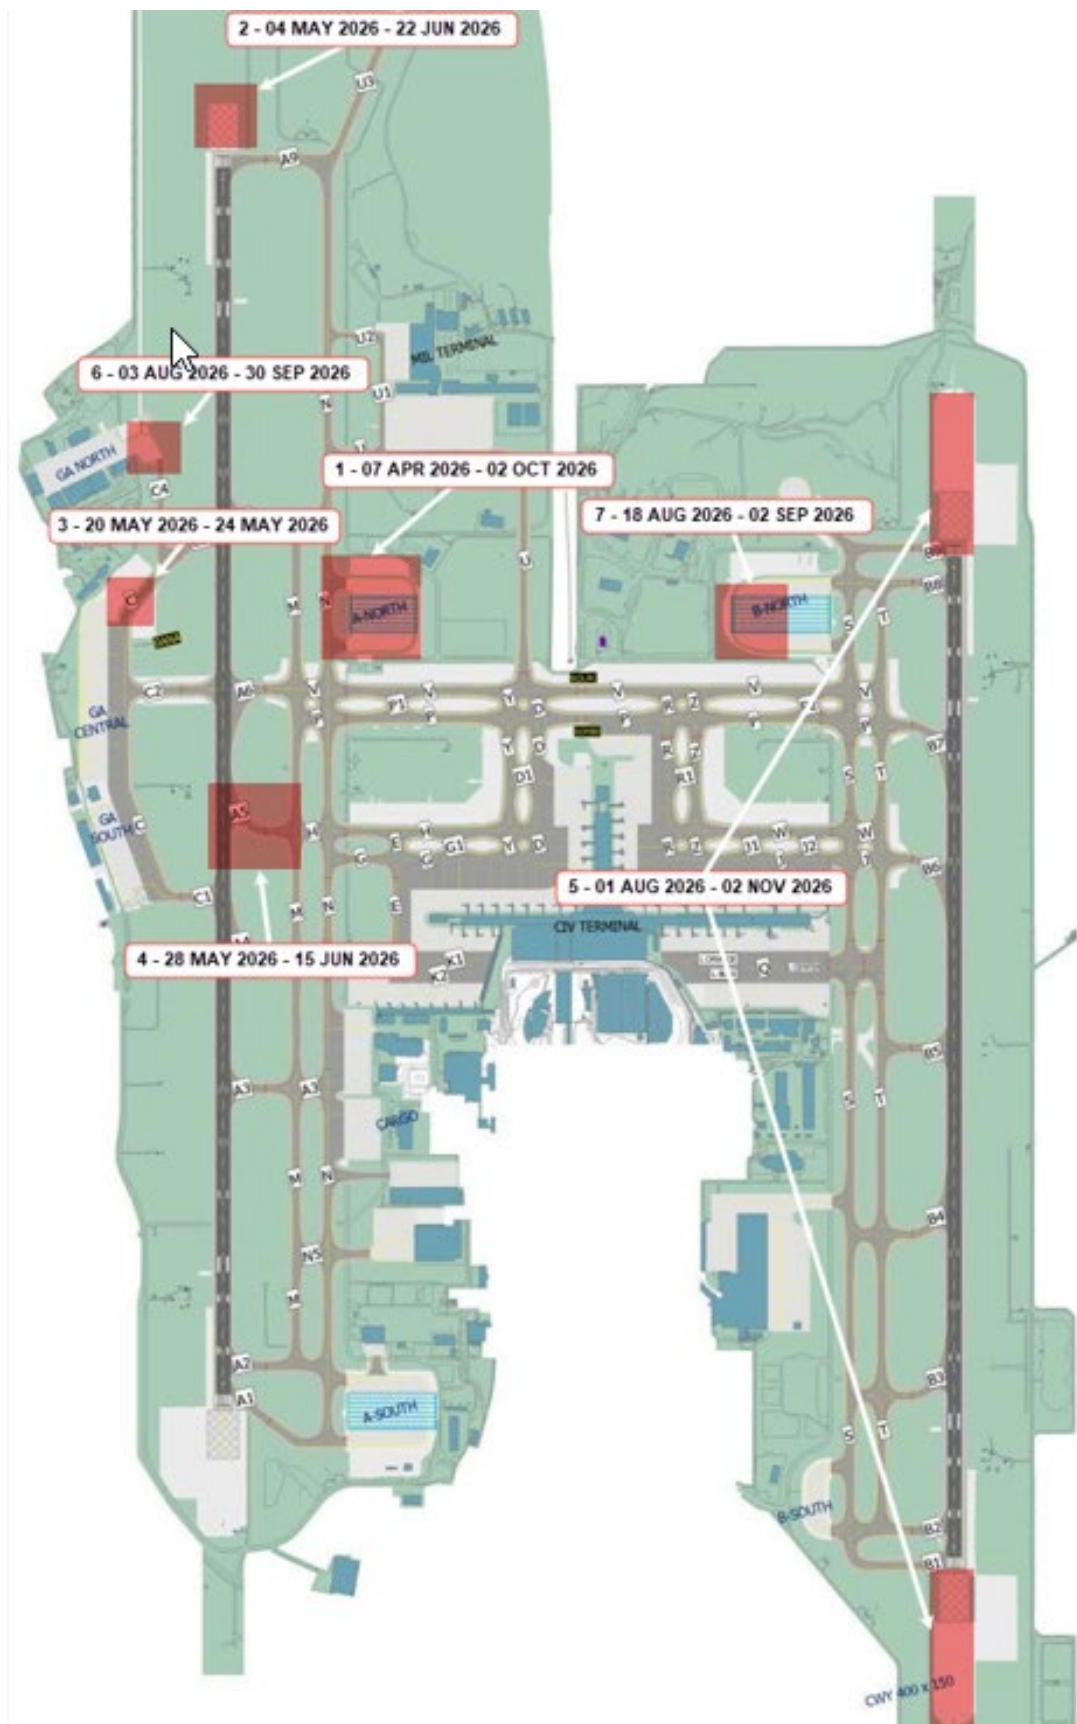 2 - 04 MAY 2026 - 22 JUN 2026
U3
A9
U2
MIL TERMINAL
6 - 03 AUG 2026 - 30 SEP 2026
U1
N
GA NORTH
1 - 07 APR 2026 - 02 OCT 2026
C4
7 - 18 AUG 2026 - 02 SEP 2026
3 - 20 MAY 2026 - 24 MAY 2026
U
B8
C
M
N
A-NORTH
B-NORTH
S
T
C2
A6
V
V
Y
V
R
Z
V
V
P
P1
P
D
P
P
P
GA
CENTRAL
Y
D
R
Z
B7
D1
R1
S
T
A5
GA
SOUTH
C
H
E
H
G
G
G1
Y
D
R
Z
J1
W
J
J2
W
J
B6
5 - 01 AUG 2026 - 02 NOV 2026
C1
M
N
E
CIV TERMINAL
4 - 28 MAY 2026 - 15 JUN 2026
K1
K2
Q
A3
A3
B5
S
T
CARGO
M
N
B4
N5
M
A2
A1
A-SOUTH
B3
S
T
B-SOUTH
B2
B1
CWY 400 x 150